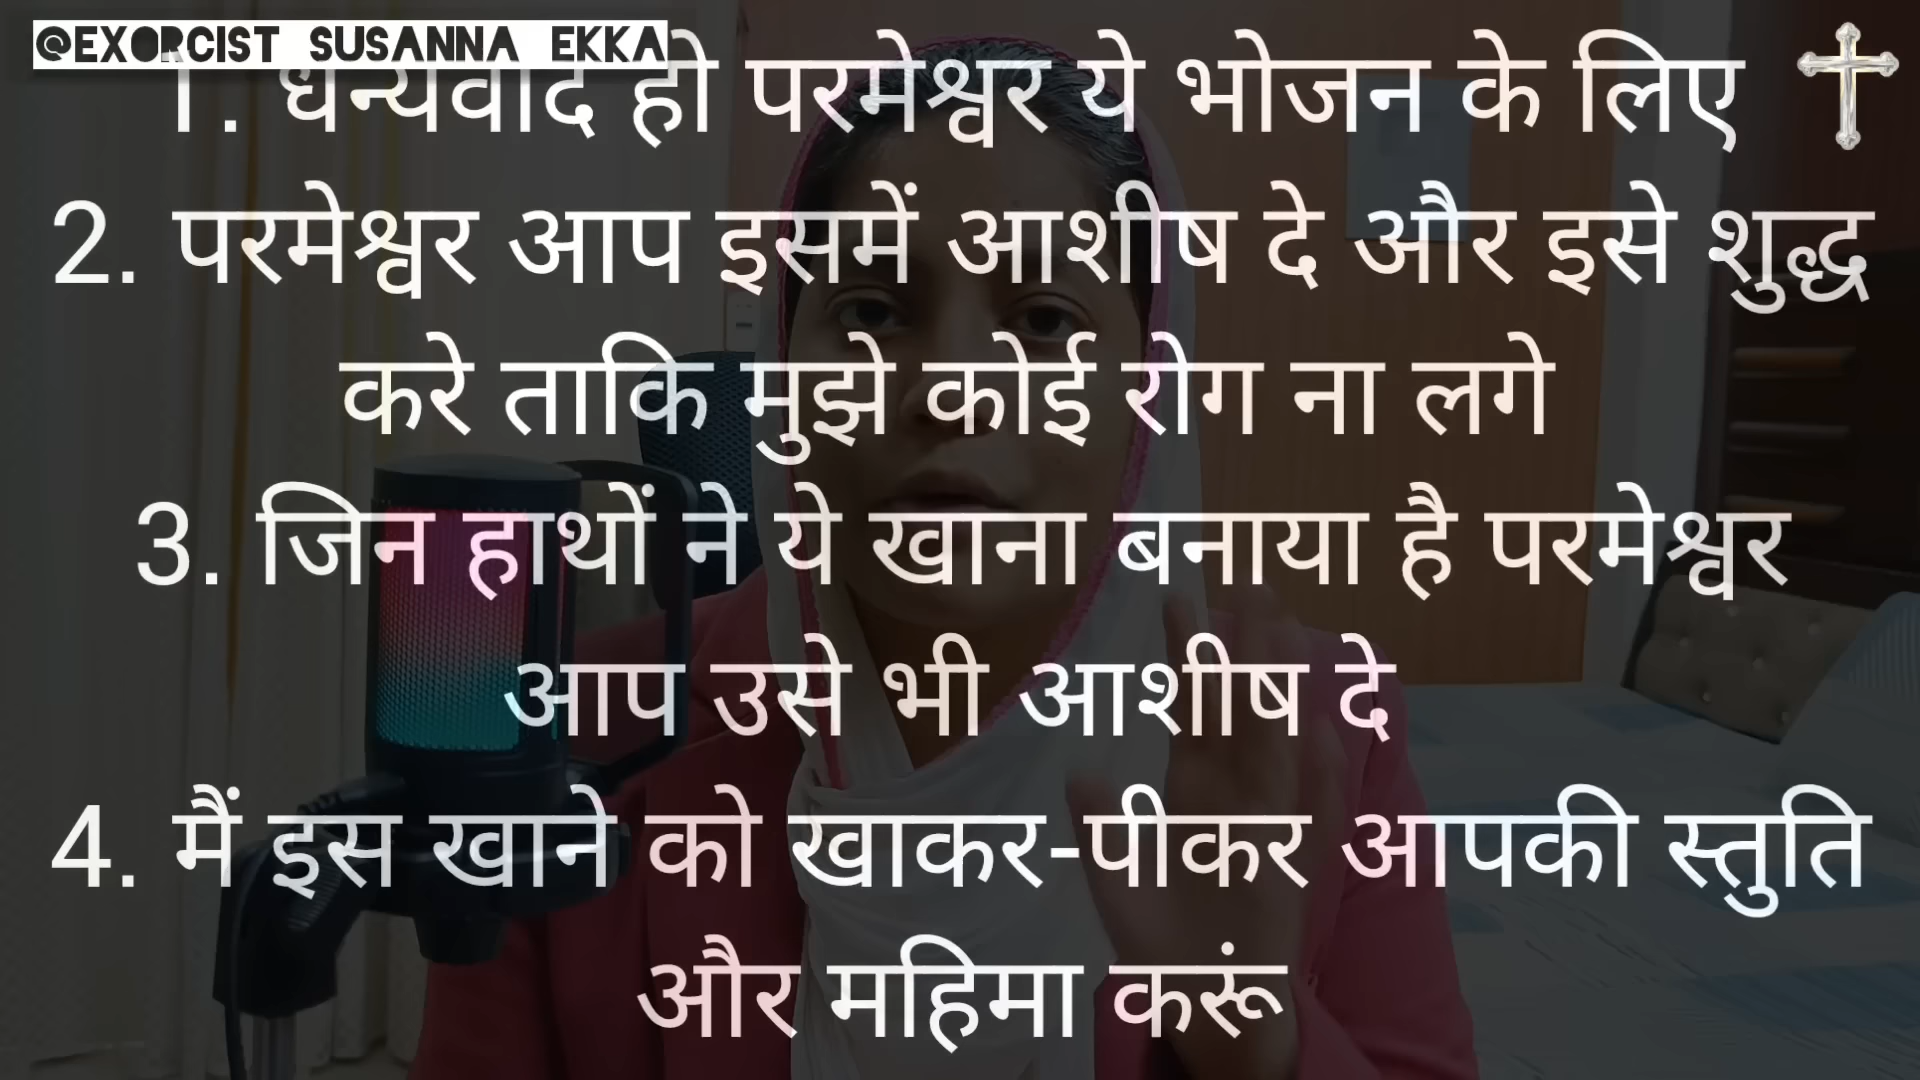 @EXORCIST SUSANNA EKKA
1. धन्यवाद हो परमेश्वर ये भोजन के लिए
2. परमेश्वर आप इसमें आशीष दे और इसे शुद्ध
करे ताकि मुझे कोई रोग ना लगे
3. जिन हाथों ने ये खाना बनाया है परमेश्वर
आप उसे भी आशीष दे
4. मैं इस खाने को खाकर-पीकर आपकी स्तुति
और महिमा करूं